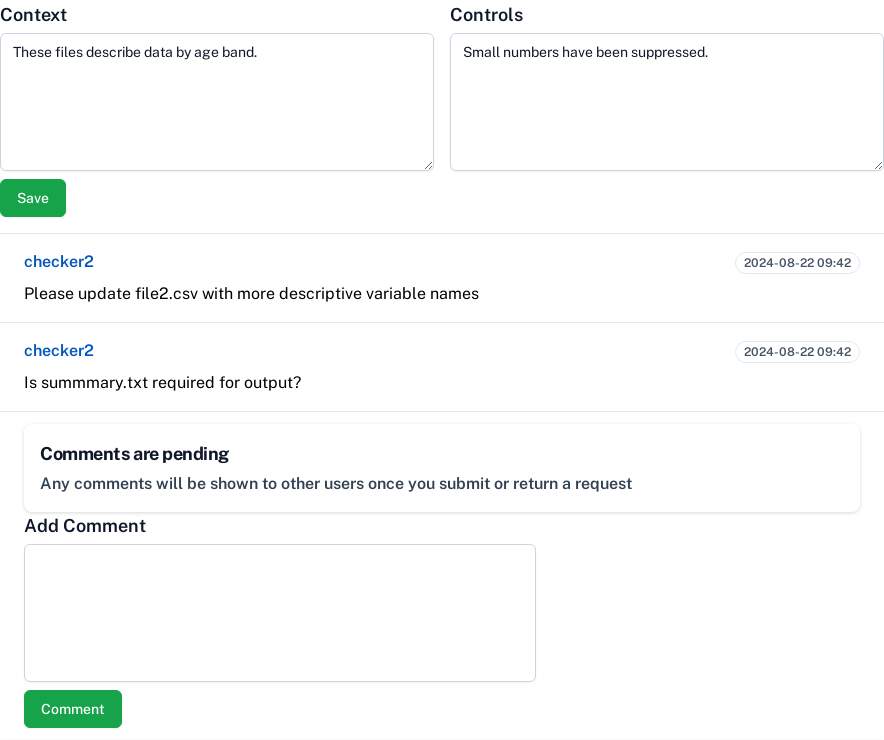 Context
Controls
These files describe data by age band.
Small numbers have been suppressed.
Save
checker2
2024-08-22 09:42
Please update file2.csv with more descriptive variable names
checker2
2024-08-22 09:42
Is summmary.txt required for output?
Comments are pending
Any comments will be shown to other users once you submit or return a request
Add Comment
Comment